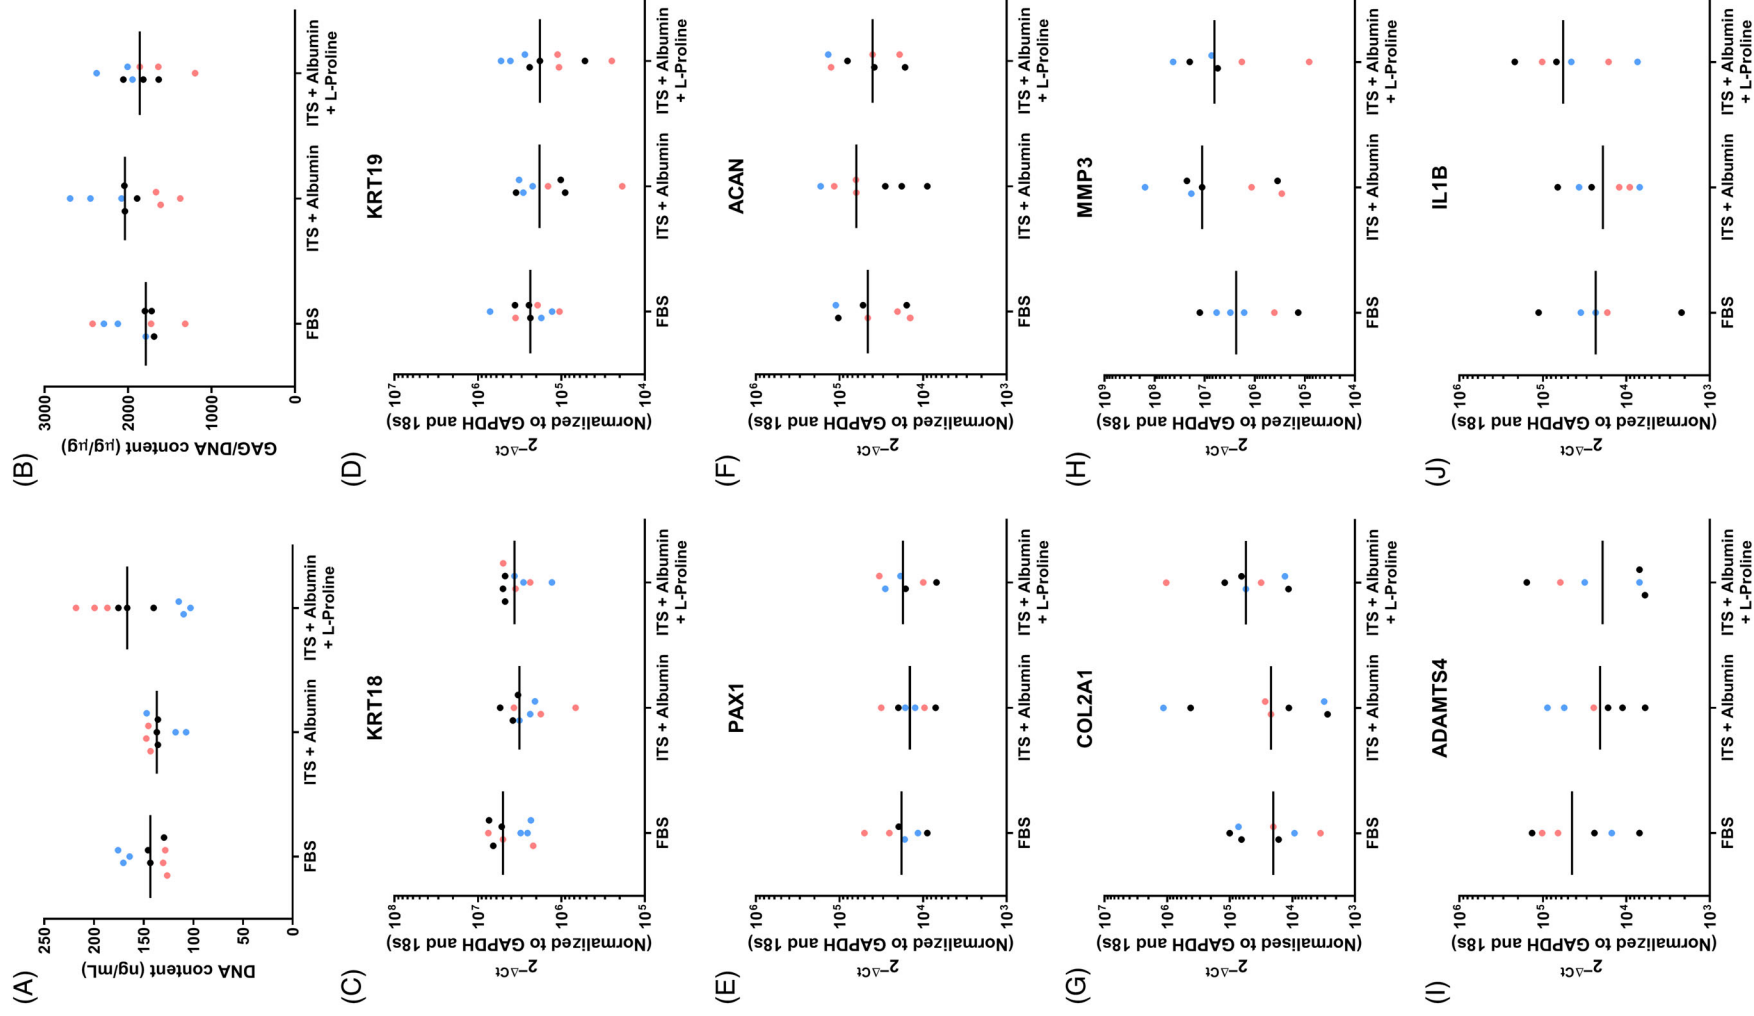 (A)
DNA content (ng/mL)
250
200
150
100
50
0
FBS
ITS + Albumin
ITS + Albumin
+ L-Proline
(B)
GAG/DNA content (μg/μg)
3000
2000
1000
0
FBS
ITS + Albumin
ITS + Albumin
+ L-Proline
(C)
KRT18
2^−ΔCt
(Normalized to GAPDH and 18s)
10^8
10^7
10^6
10^5
FBS
ITS + Albumin
ITS + Albumin
+ L-Proline
(D)
KRT19
2^−ΔCt
(Normalized to GAPDH and 18s)
10^7
10^6
10^5
10^4
FBS
ITS + Albumin
ITS + Albumin
+ L-Proline
(E)
PAX1
2^−ΔCt
(Normalized to GAPDH and 18s)
10^6
10^5
10^4
10^3
FBS
ITS + Albumin
ITS + Albumin
+ L-Proline
(F)
ACAN
2^−ΔCt
(Normalized to GAPDH and 18s)
10^6
10^5
10^4
10^3
FBS
ITS + Albumin
ITS + Albumin
+ L-Proline
(G)
COL2A1
2^−ΔCt
(Normalised to GAPDH and 18s)
10^7
10^6
10^5
10^4
10^3
FBS
ITS + Albumin
ITS + Albumin
+ L-Proline
(H)
MMP3
2^−ΔCt
(Normalized to GAPDH and 18s)
10^9
10^8
10^7
10^6
10^5
10^4
FBS
ITS + Albumin
ITS + Albumin
+ L-Proline
(I)
ADAMTS4
2^−ΔCt
(Normalized to GAPDH and 18s)
10^6
10^5
10^4
10^3
FBS
ITS + Albumin
ITS + Albumin
+ L-Proline
(J)
IL1B
2^−ΔCt
(Normalized to GAPDH and 18s)
10^6
10^5
10^4
10^3
FBS
ITS + Albumin
ITS + Albumin
+ L-Proline